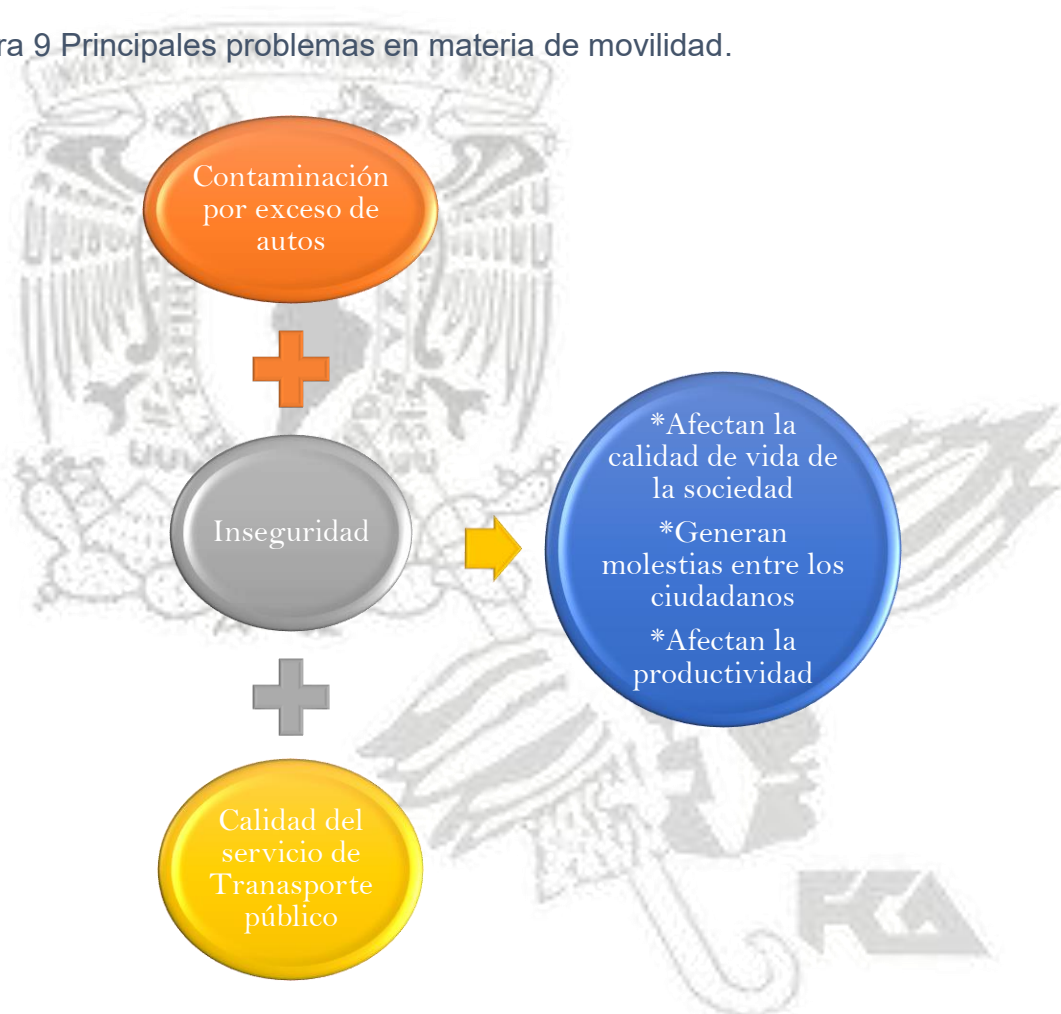 ra 9 Principales problemas en materia de movilidad.
Contaminación
por exceso de
autos
Inseguridad
Calidad del
servicio de
Tranasporte
público
*Afectan la
calidad de vida de
la sociedad
*Generan
molestias entre los
ciudadanos
*Afectan la
productividad
FCA